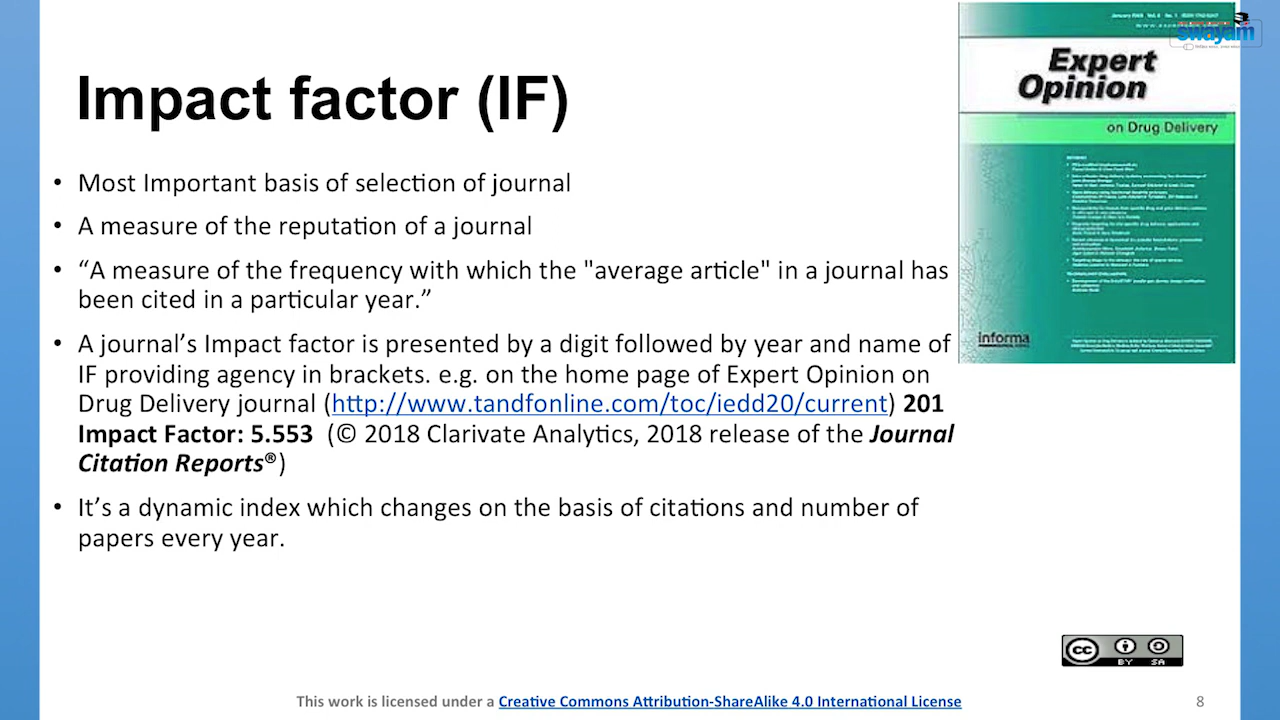 Impact factor (IF)
• Most Important basis of selection of journal
• A measure of the reputation of a journal
• “A measure of the frequency with which the "average article" in a journal has
been cited in a particular year.”
• A journal’s Impact factor is presented by a digit followed by year and name of
IF providing agency in brackets. e.g. on the home page of Expert Opinion on
Drug Delivery journal (http://www.tandfonline.com/toc/iedd20/current) 201
Impact Factor: 5.553 (© 2018 Clarivate Analytics, 2018 release of the Journal
Citation Reports®)
• It’s a dynamic index which changes on the basis of citations and number of
papers every year.
swayam
Expert
Opinion
on Drug Delivery
informa
CC BY SA
This work is licensed under a Creative Commons Attribution-ShareAlike 4.0 International License
8